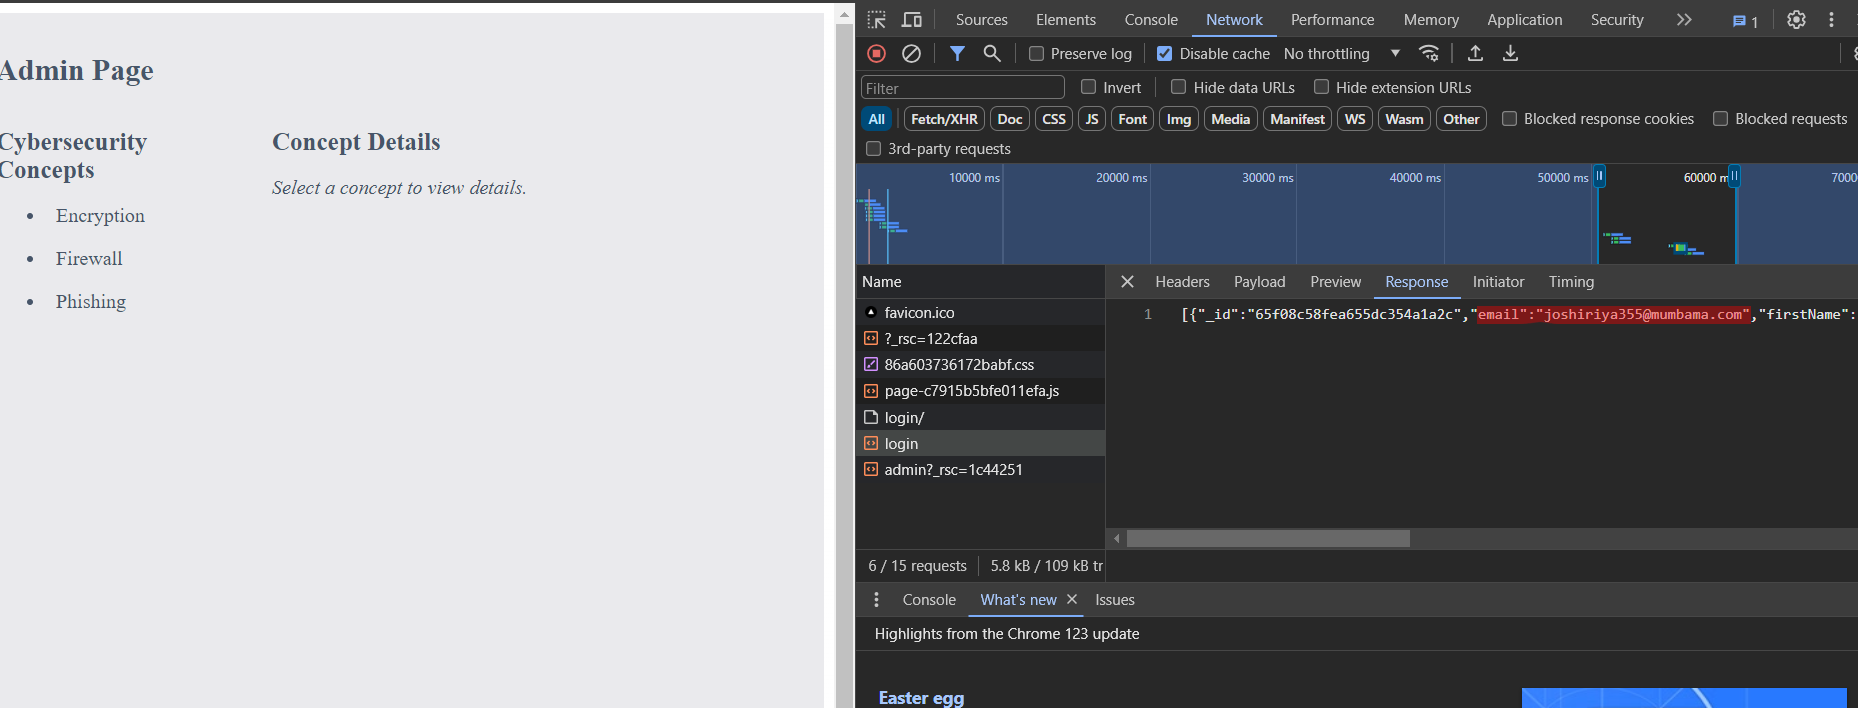 Admin Page
Cybersecurity
Concepts
Encryption
Firewall
Phishing
Concept Details
Select a concept to view details.
Sources Elements Console Network Performance Memory Application Security 1
Preserve log Disable cache No throttling
Filter Invert Hide data URLs Hide extension URLs
All Fetch/XHR Doc CSS JS Font Img Media Manifest WS Wasm Other Blocked response cookies Blocked requests
3rd-party requests
10000 ms 20000 ms 30000 ms 40000 ms 50000 ms 60000 m 7000
Name
favicon.ico
?_rsc=122cfaa
86a603736172babf.css
page-c7915b5bfe011efa.js
login/
login
admin?_rsc=1c44251
6 / 15 requests 5.8 kB / 109 kB tr
Headers Payload Preview Response Initiator Timing
1 [{"_id":"65f08c58fea655dc354a1a2c","email":"joshiriya355@mumbama.com","firstName":
Console What's new Issues
Highlights from the Chrome 123 update
Easter egg